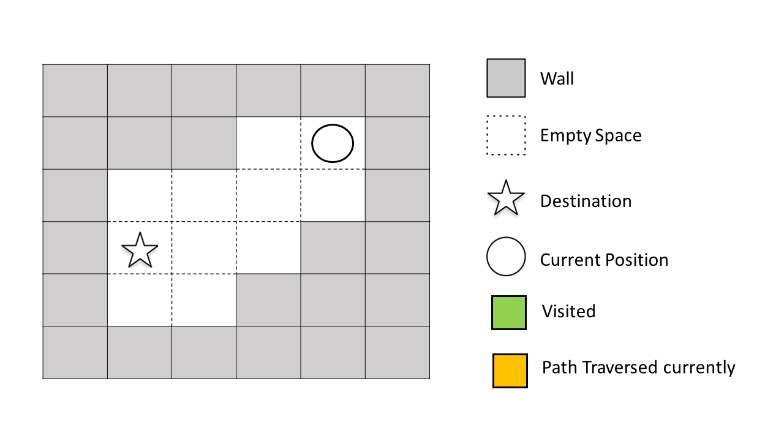 Wall
Empty Space
Destination
Current Position
Visited
Path Traversed currently